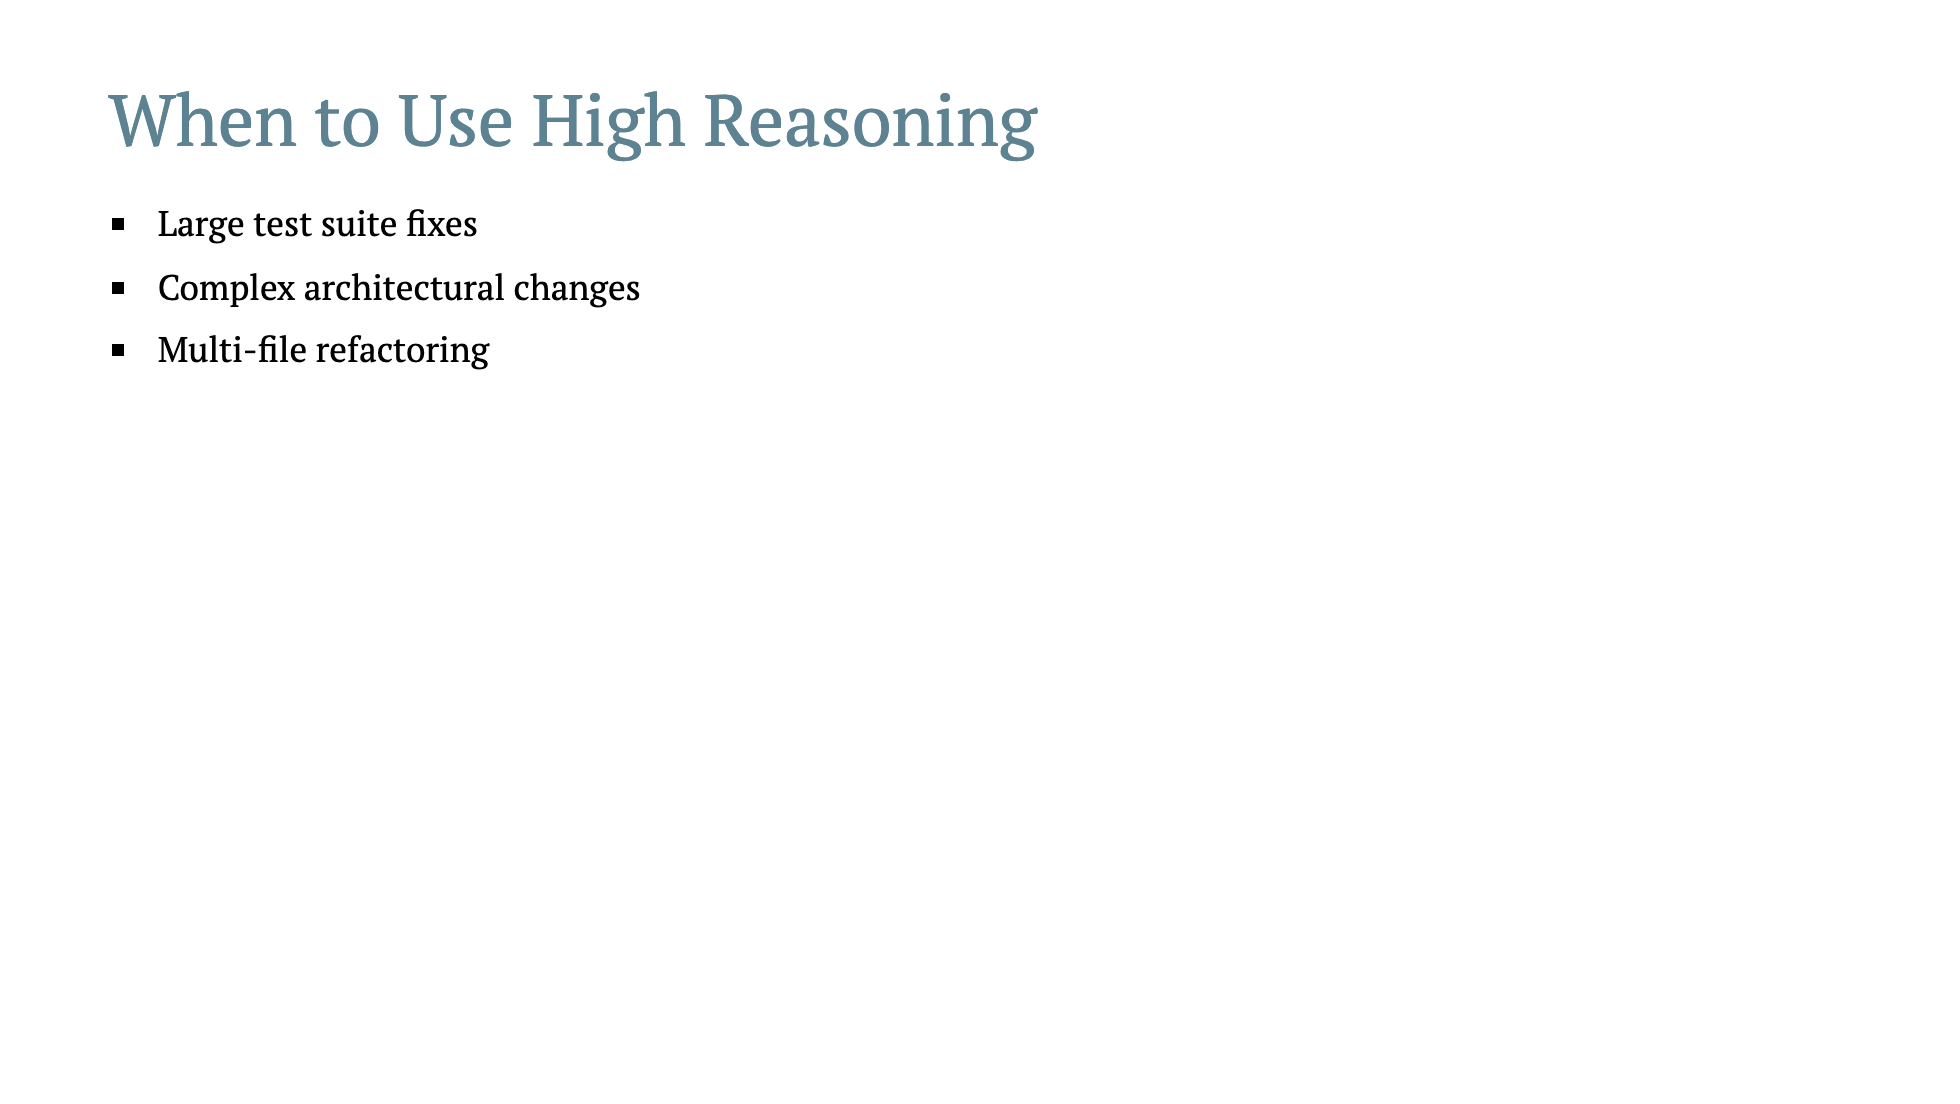 When to Use High Reasoning
▪ Large test suite fixes
▪ Complex architectural changes
▪ Multi-file refactoring